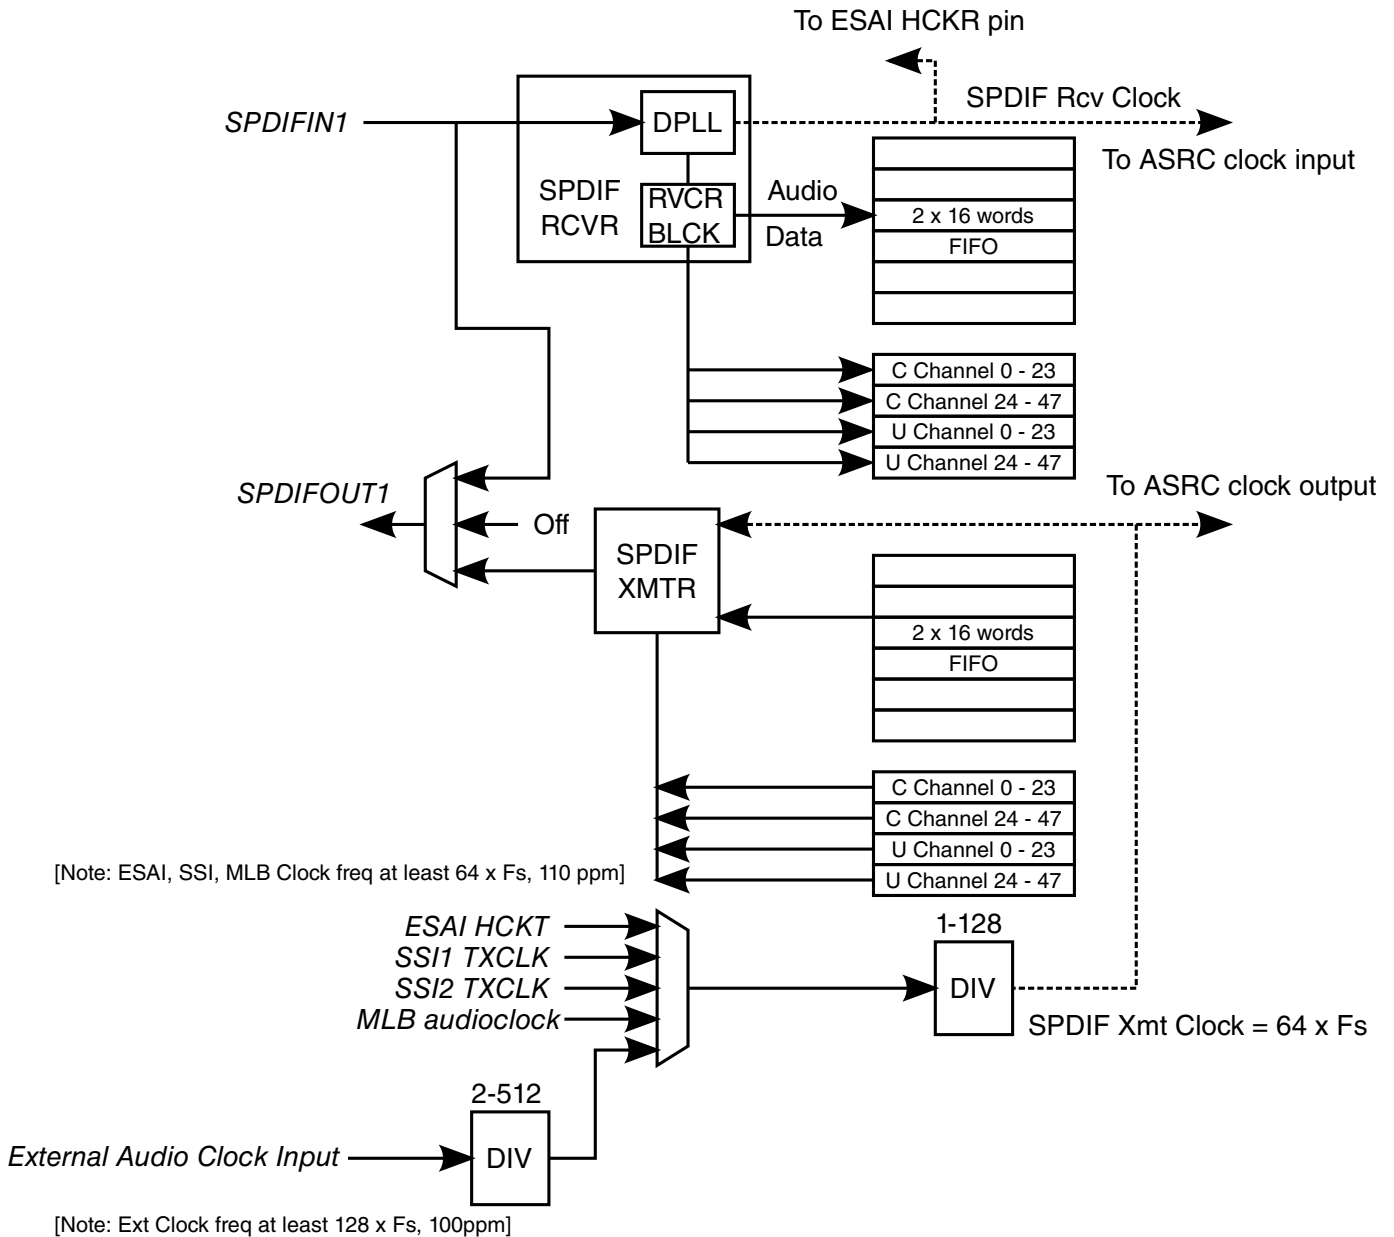 To ESAI HCKR pin
SPDIF Rcv Clock
SPDIFIN1
DPLL
To ASRC clock input
SPDIF
RCVR
RVCR
BLCK
Audio
Data
2 x 16 words
FIFO
C Channel 0 - 23
C Channel 24 - 47
U Channel 0 - 23
U Channel 24 - 47
SPDIFOUT1
Off
To ASRC clock output
SPDIF
XMTR
2 x 16 words
FIFO
C Channel 0 - 23
C Channel 24 - 47
U Channel 0 - 23
U Channel 24 - 47
[Note: ESAI, SSI, MLB Clock freq at least 64 x Fs, 110 ppm]
ESAI HCKT
SSI1 TXCLK
SSI2 TXCLK
MLB audioclock
1-128
DIV
SPDIF Xmt Clock = 64 x Fs
2-512
External Audio Clock Input
DIV
[Note: Ext Clock freq at least 128 x Fs, 100ppm]